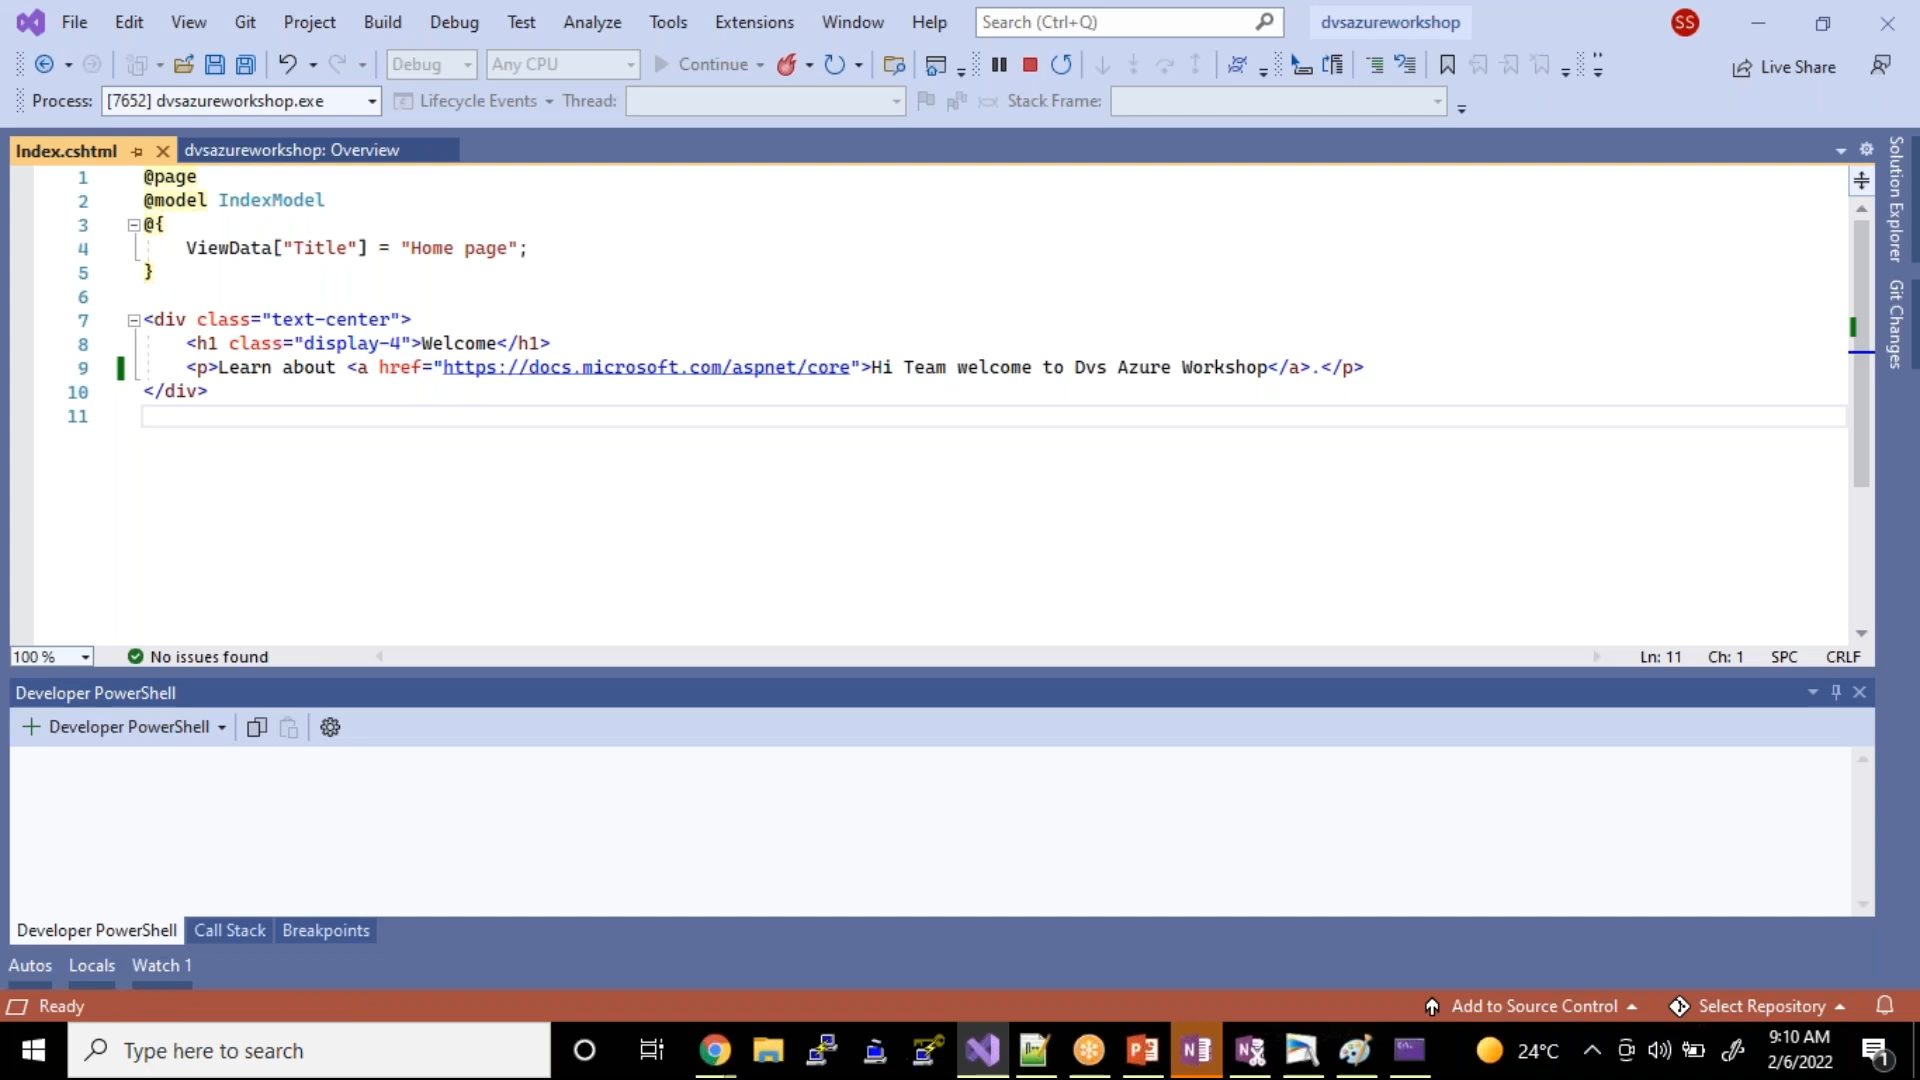 File Edit View Git Project Build Debug Test Analyze Tools Extensions Window Help Search (Ctrl+Q) dvsazureworkshop SS
Debug Any CPU Continue Live Share
Process: [7652] dvsazureworkshop.exe Lifecycle Events Thread: Stack Frame:
Index.cshtml dvsazureworkshop: Overview
1 @page
2 @model IndexModel
3 @{
4 ViewData["Title"] = "Home page";
5 }
6
7 <div class="text-center">
8 <h1 class="display-4">Welcome</h1>
9 <p>Learn about <a href="https://docs.microsoft.com/aspnet/core">Hi Team welcome to Dvs Azure Workshop</a>.</p>
10 </div>
11
Solution Explorer
Git Changes
100 % No issues found Ln: 11 Ch: 1 SPC CRLF
Developer PowerShell
Developer PowerShell
Developer PowerShell Call Stack Breakpoints
Autos Locals Watch 1
Ready Add to Source Control Select Repository
Type here to search 24°C 9:10 AM
2/6/2022 1